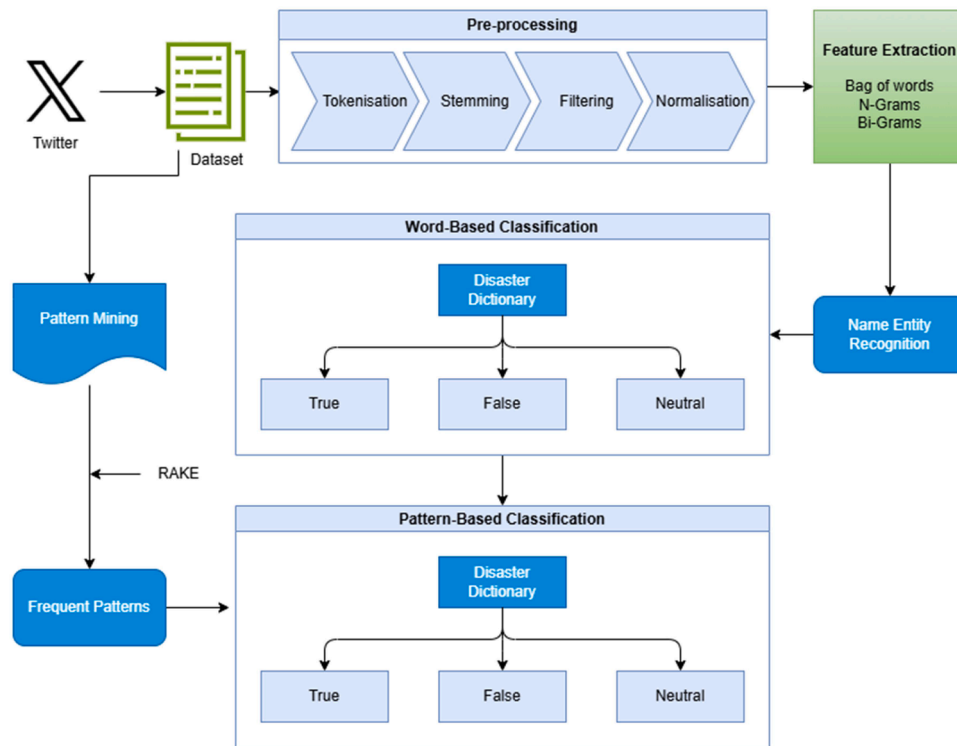 Pre-processing
Tokenisation
Stemming
Filtering
Normalisation
Feature Extraction
Bag of words
N-Grams
Bi-Grams
Twitter
Dataset
Word-Based Classification
Disaster
Dictionary
True
False
Neutral
Name Entity
Recognition
Pattern Mining
RAKE
Pattern-Based Classification
Disaster
Dictionary
True
False
Neutral
Frequent Patterns